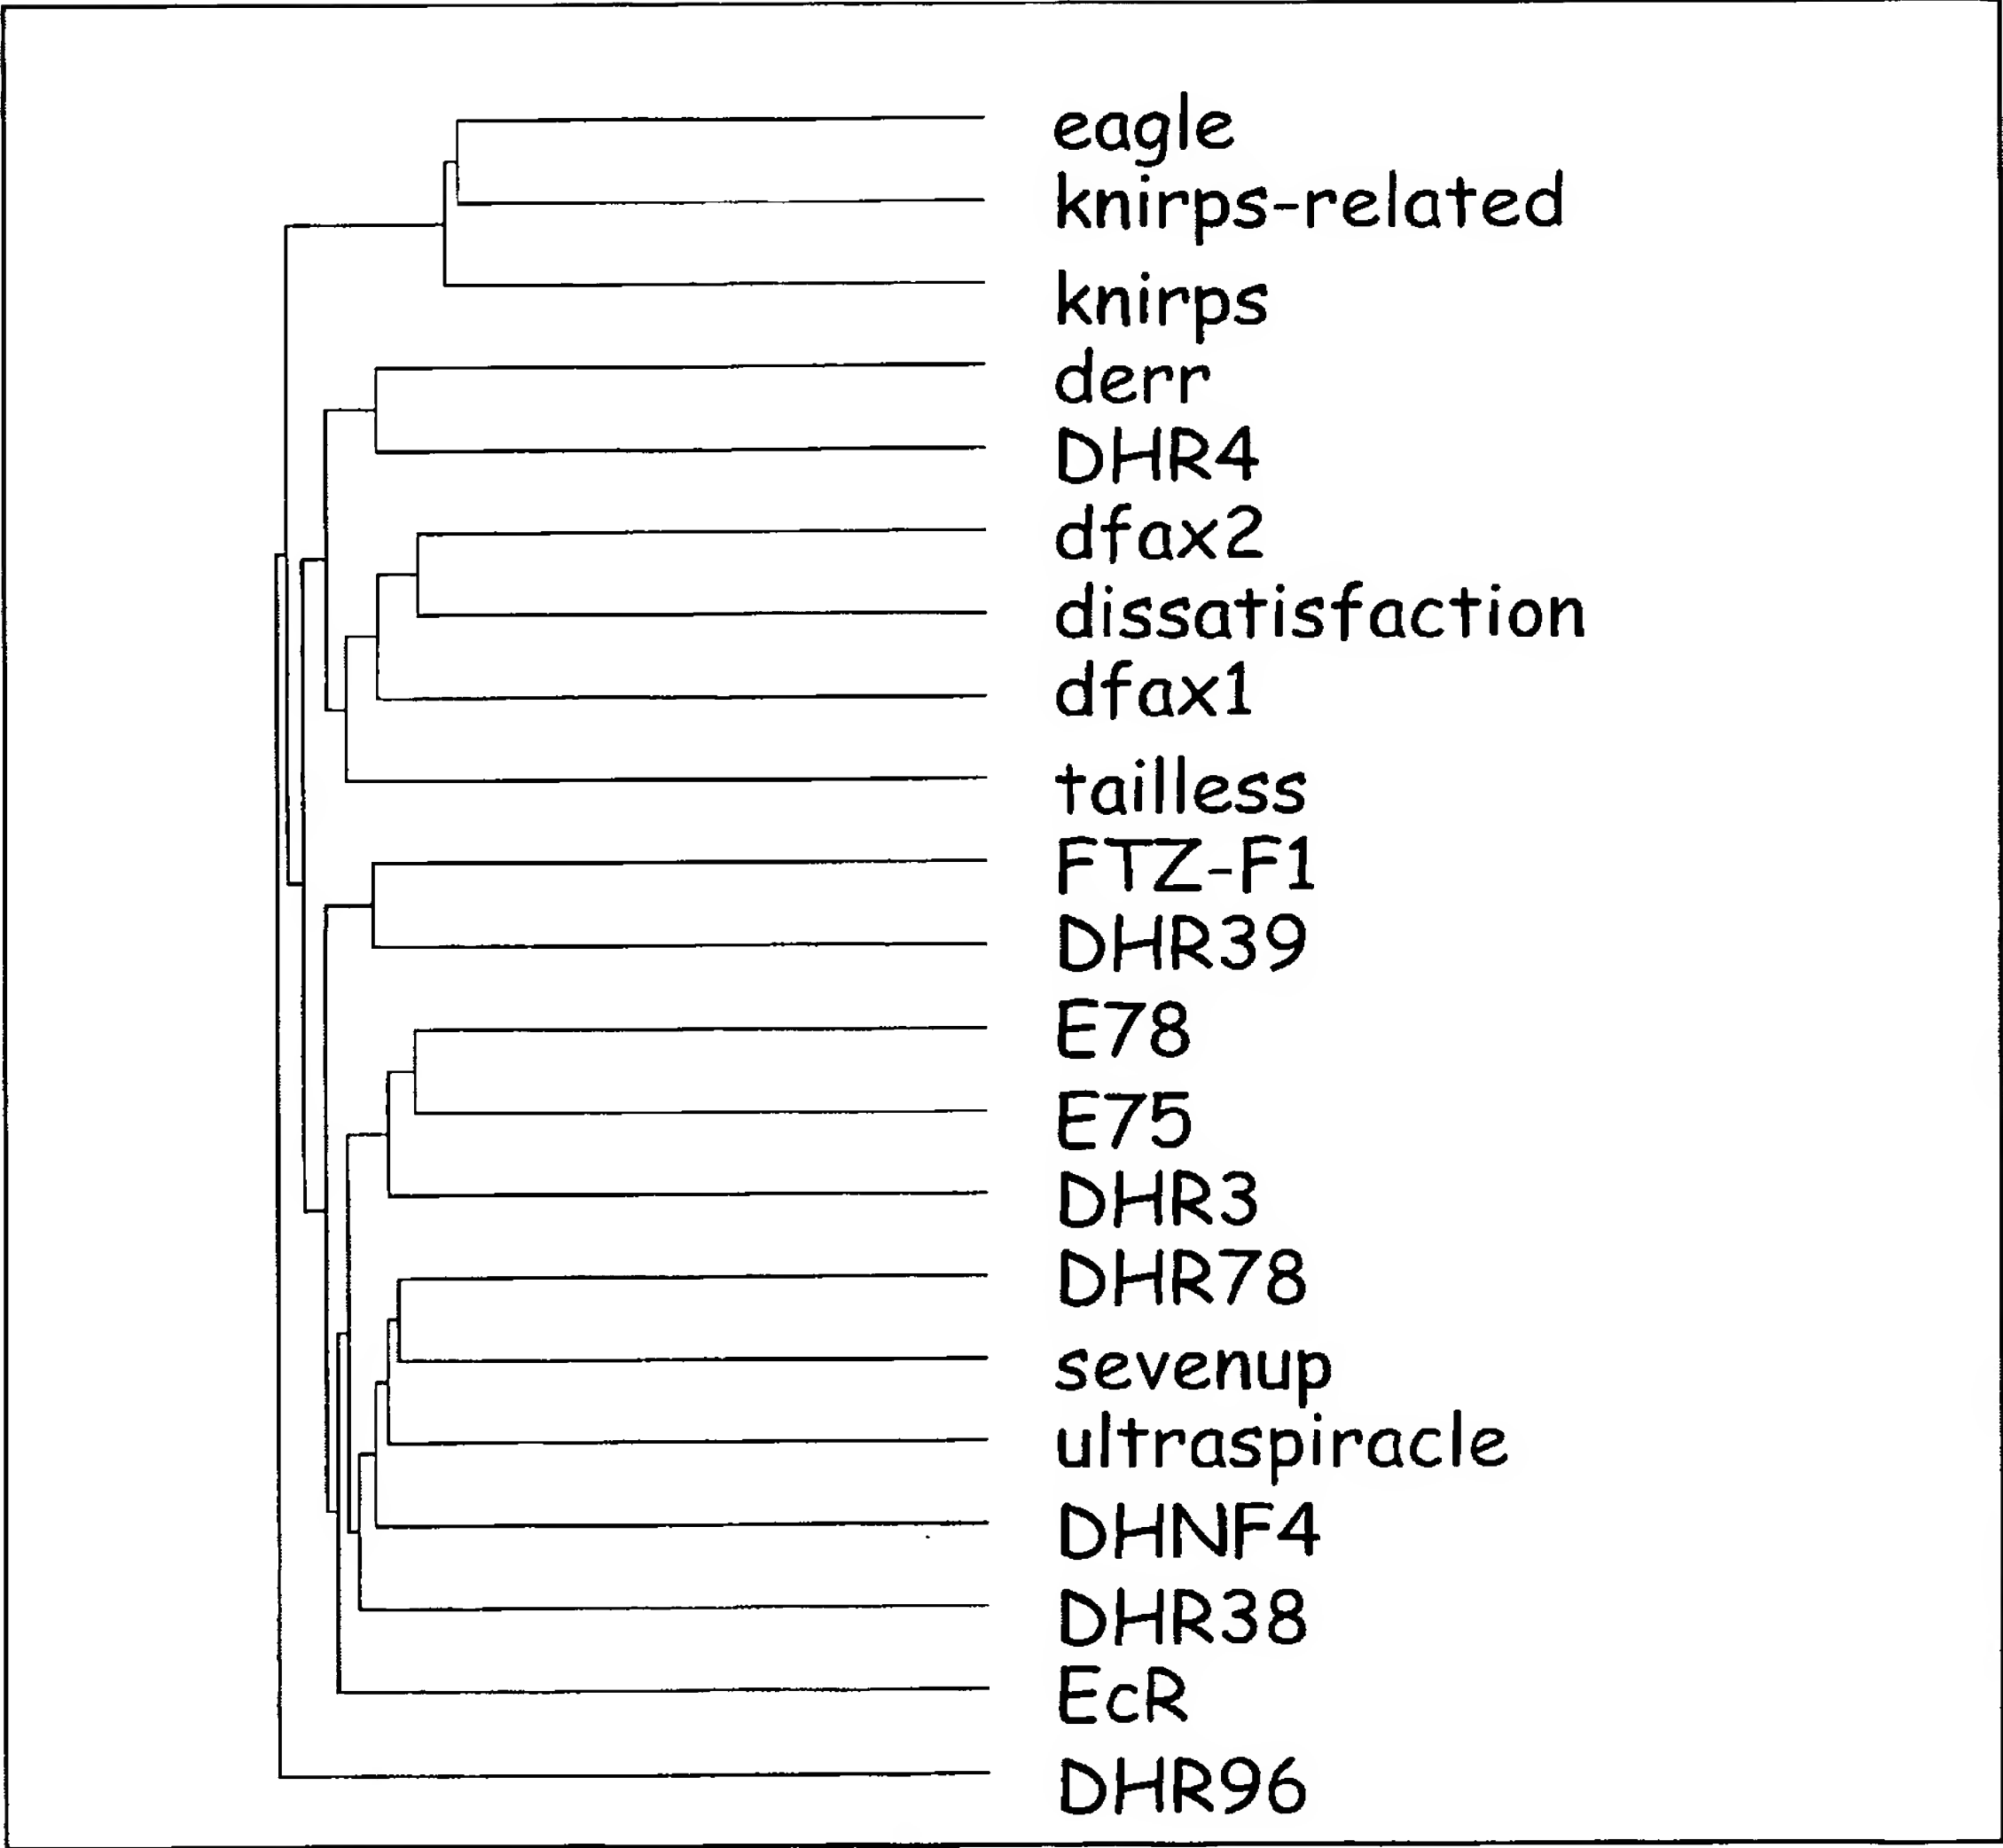 eagle
knirps-related
knirps
derr
DHR4
dfax2
dissatisfaction
dfax1
tailless
FTZ-F1
DHR39
E78
E75
DHR3
DHR78
sevenup
ultraspiracle
DHNF4
DHR38
EcR
DHR96